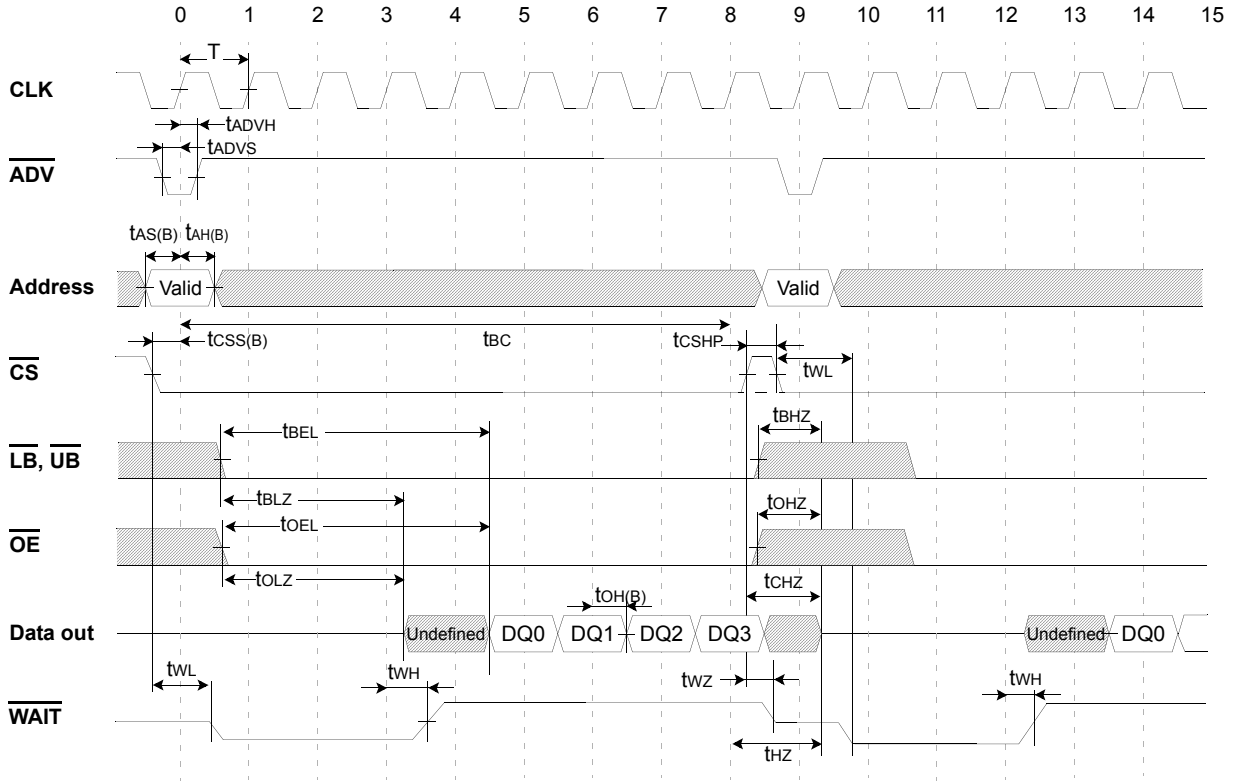 0 1 2 3 4 5 6 7 8 9 10 11 12 13 14 15
T
CLK
tADVH
tADVS
ADV
tAS(B) tAH(B)
Address Valid Valid
tCSS(B) tBC tCSHP
CS tWL
tBEL tBHZ
LB, UB
tBLZ
tOEL tOHZ
OE
tOLZ tCHZ
tOH(B)
Data out Undefined DQ0 DQ1 DQ2 DQ3 Undefined DQ0
tWL tWH tWZ tWH
WAIT
tHZ